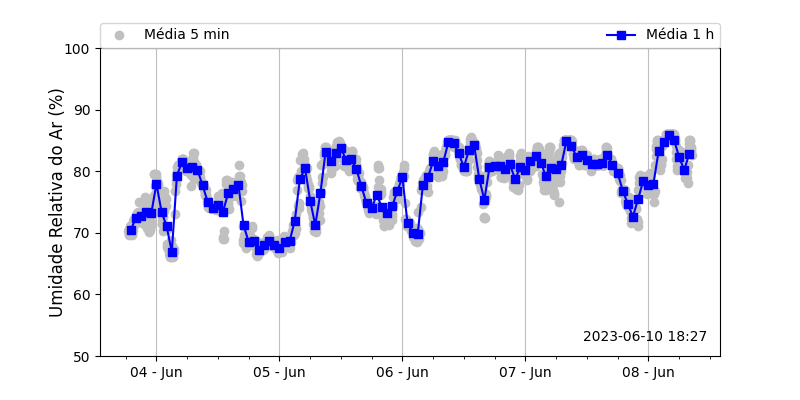 Média 5 min
Média 1 h
Umidade Relativa do Ar (%)
100
90
80
70
60
50
2023-06-10 18:27
04 - Jun
05 - Jun
06 - Jun
07 - Jun
08 - Jun